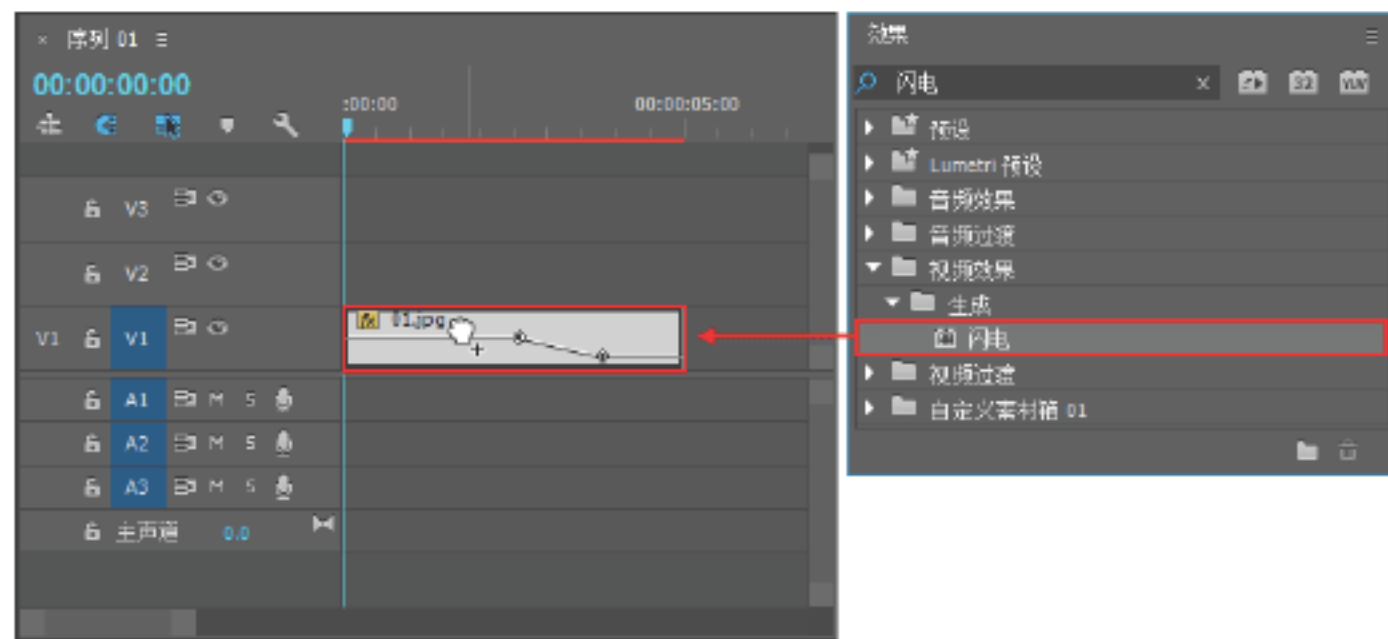 × 序列 01
00:00:00:00
:00:00
00:00:05:00
V3
V2
V1 V1
fx 01.jpg
A1 M S
A2 M S
A3 M S
主声道 0.0
效果
闪电 ×
32 YUV
预设
Lumetri 预设
音频效果
音频过渡
视频效果
生成
闪电
视频过渡
自定义素材箱 01